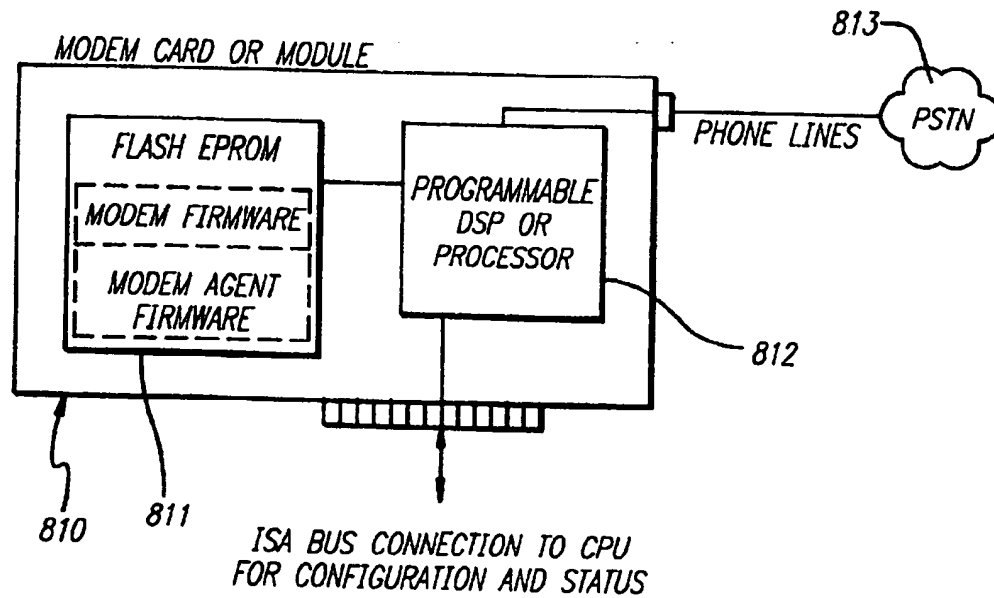 MODEM CARD OR MODULE
813
FLASH EPROM
MODEM FIRMWARE
MODEM AGENT
FIRMWARE
PROGRAMMABLE
DSP OR
PROCESSOR
PHONE LINES
PSTN
812
810
811
ISA BUS CONNECTION TO CPU
FOR CONFIGURATION AND STATUS